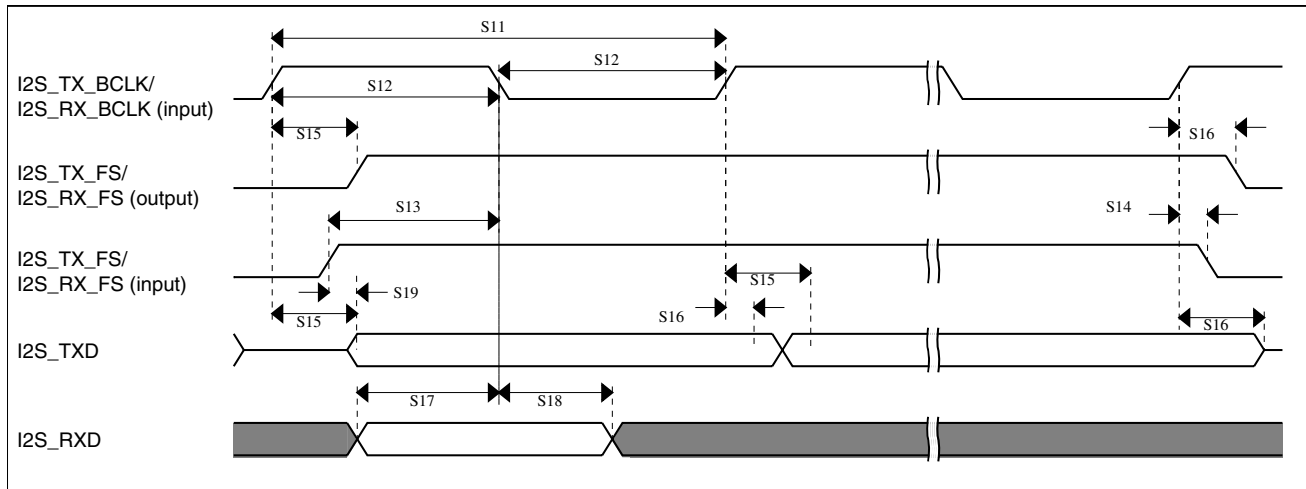 S11
I2S_TX_BCLK/
I2S_RX_BCLK (input)
S12
S12
S15
S16
I2S_TX_FS/
I2S_RX_FS (output)
S13
S14
I2S_TX_FS/
I2S_RX_FS (input)
S15
S19
S15
S16
S16
I2S_TXD
S17
S18
I2S_RXD